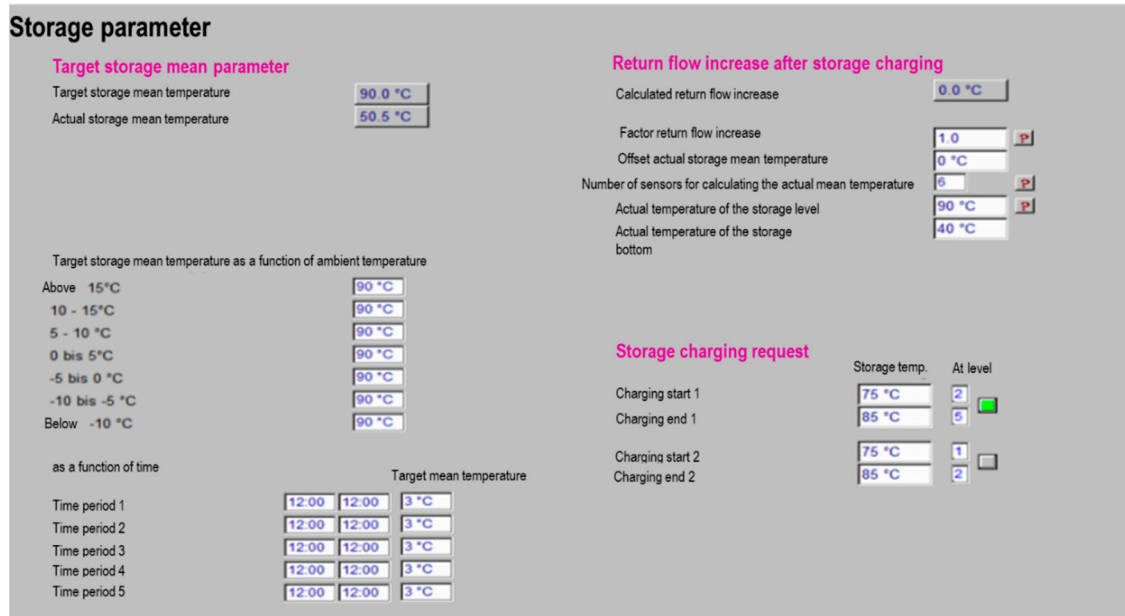 Storage parameter
Target storage mean parameter
Target storage mean temperature 90.0 °C
Actual storage mean temperature 50.5 °C
Target storage mean temperature as a function of ambient temperature
Above 15°C 90 °C
10 - 15°C 90 °C
5 - 10 °C 90 °C
0 bis 5°C 90 °C
-5 bis 0 °C 90 °C
-10 bis -5 °C 90 °C
Below -10 °C 90 °C
as a function of time
Target mean temperature
Time period 1 12:00 12:00 3 °C
Time period 2 12:00 12:00 3 °C
Time period 3 12:00 12:00 3 °C
Time period 4 12:00 12:00 3 °C
Time period 5 12:00 12:00 3 °C
Return flow increase after storage charging
Calculated return flow increase 0.0 °C
Factor return flow increase 1.0 ?
Offset actual storage mean temperature 0 °C
Number of sensors for calculating the actual mean temperature 6 ?
Actual temperature of the storage level 90 °C ?
Actual temperature of the storage 40 °C
bottom
Storage charging request
Storage temp. At level
Charging start 1 75 °C 2
Charging end 1 85 °C 5
Charging start 2 75 °C 1
Charging end 2 85 °C 2